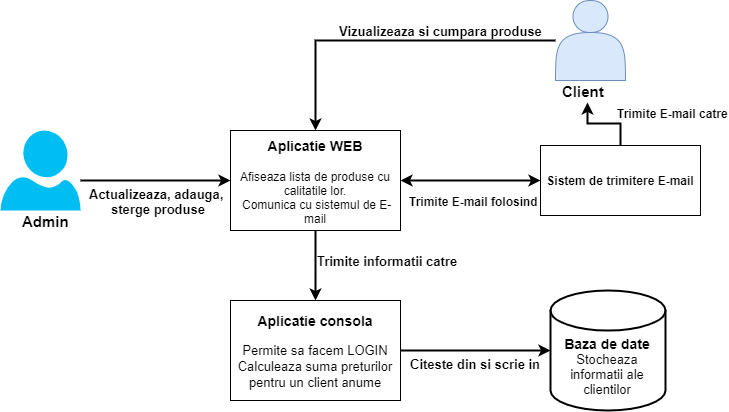 Vizualizeaza si cumpara produse
Client
Trimite E-mail catre
Aplicatie WEB
Afiseaza lista de produse cu
calitatile lor.
Comunica cu sistemul de E-
mail
Sistem de trimitere E-mail
Actualizeaza, adauga,
sterge produse
Trimite E-mail folosind
Admin
Trimite informatii catre
Aplicatie consola
Permite sa facem LOGIN
Calculeaza suma preturilor
pentru un client anume
Citeste din si scrie in
Baza de date
Stocheaza
informatii ale
clientilor